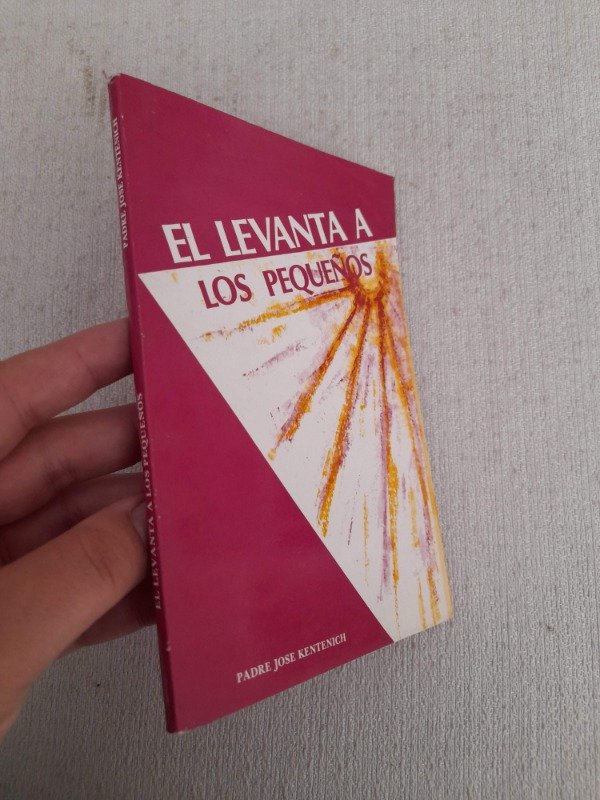 EL LEVANTA A
LOS PEQUEÑOS
PADRE JOSE KENTENICH
PADRE JOSE KENTENICH
EL LEVANTA A LOS PEQUEÑOS